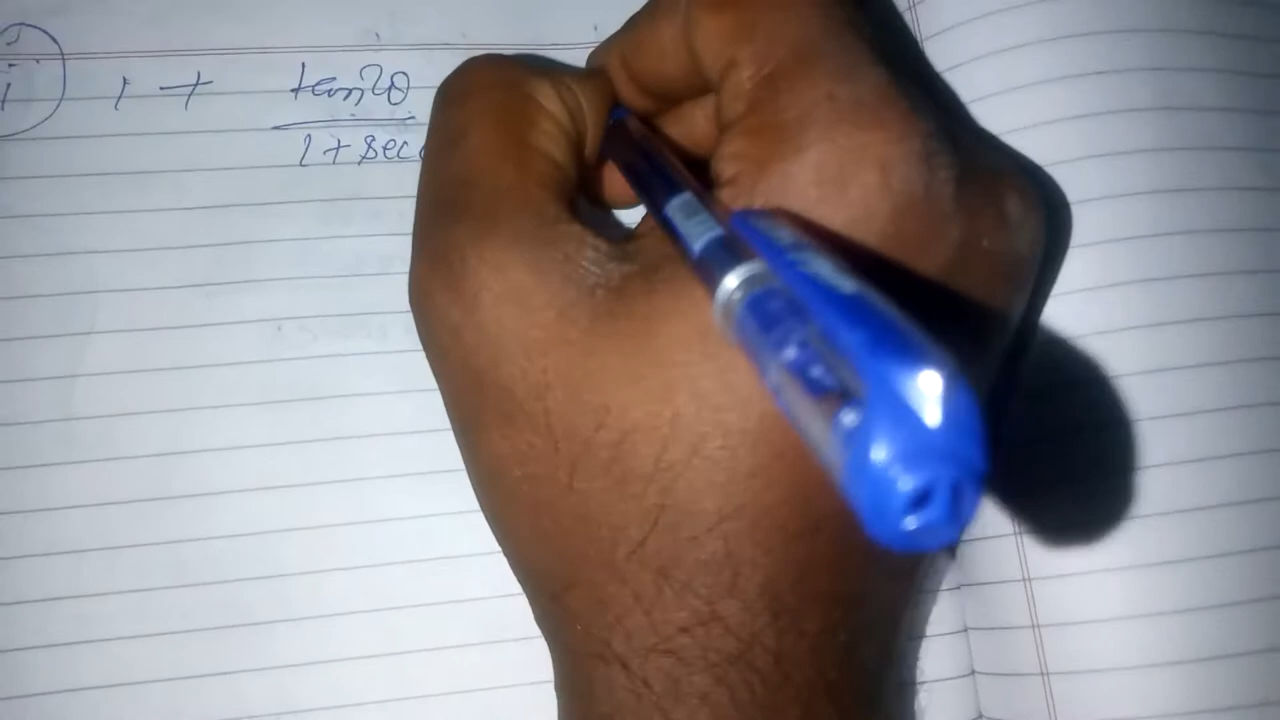 i 1 + tan2θ
1 + sec